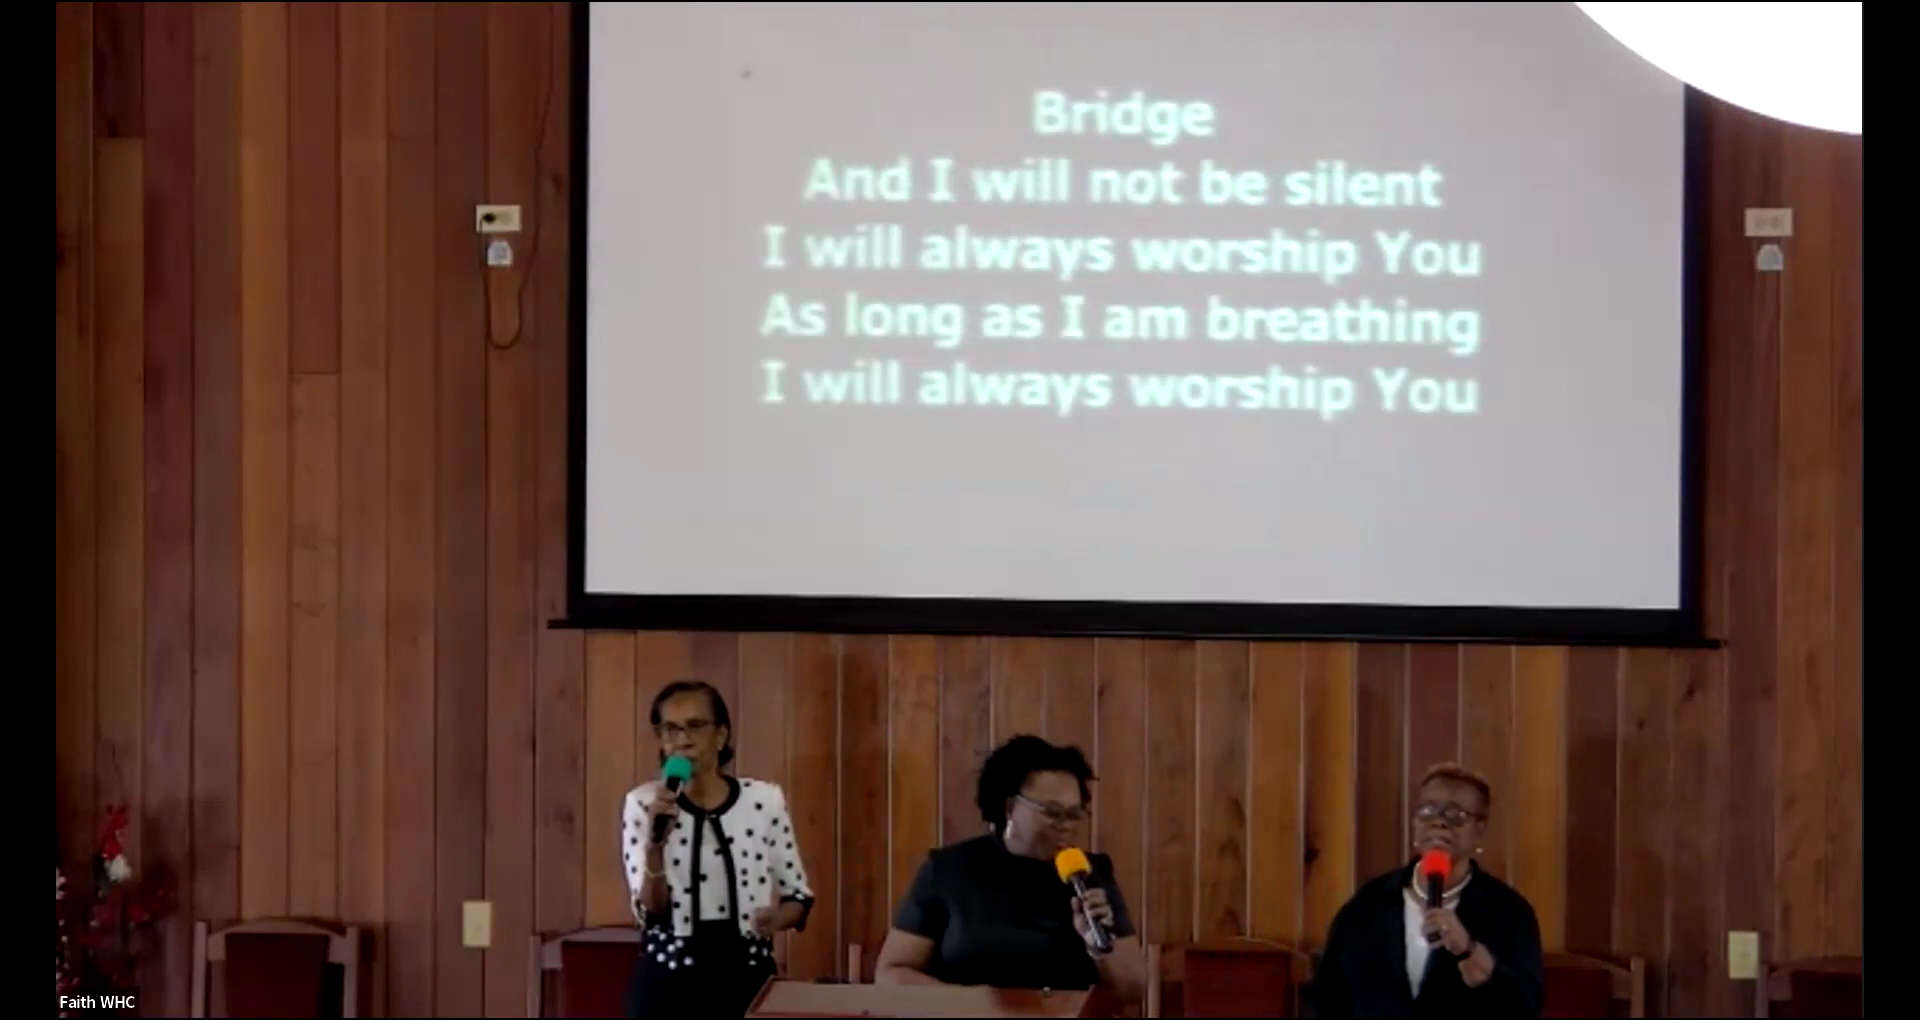 Bridge
And I will not be silent
I will always worship You
As long as I am breathing
I will always worship You
Faith WHC